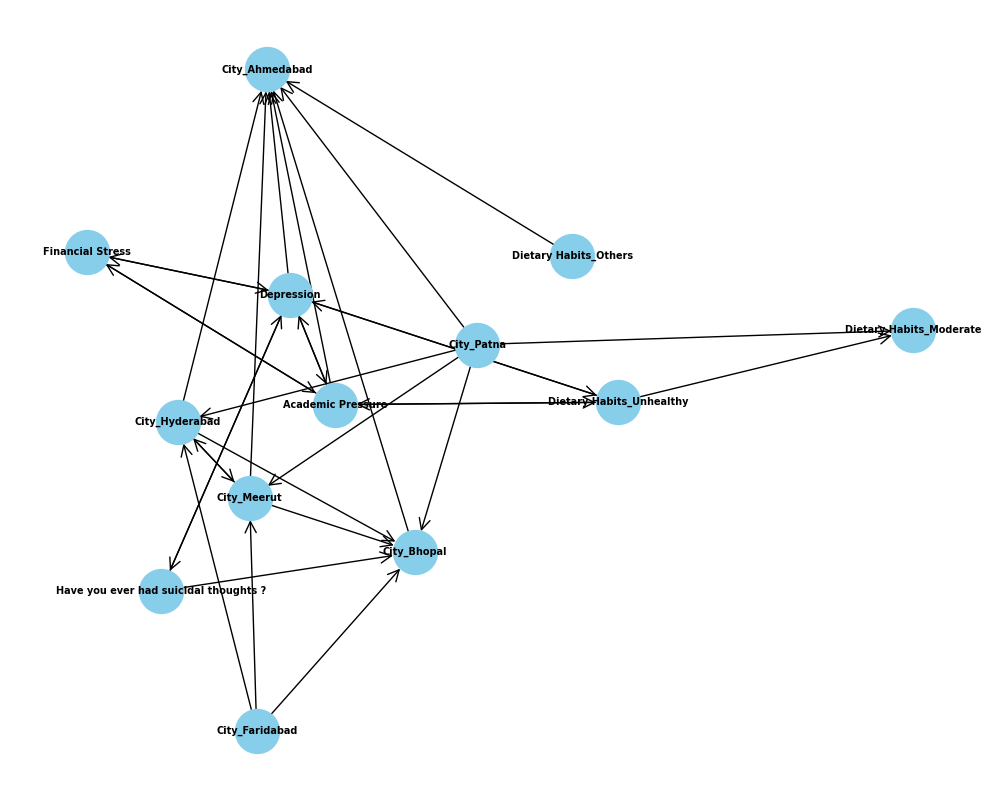 City_Ahmedabad
Financial Stress
Dietary Habits_Others
Depression
Dietary Habits_Moderate
City_Patna
Academic Pressure
Dietary Habits_Unhealthy
City_Hyderabad
City_Meerut
City_Bhopal
Have you ever had suicidal thoughts ?
City_Faridabad